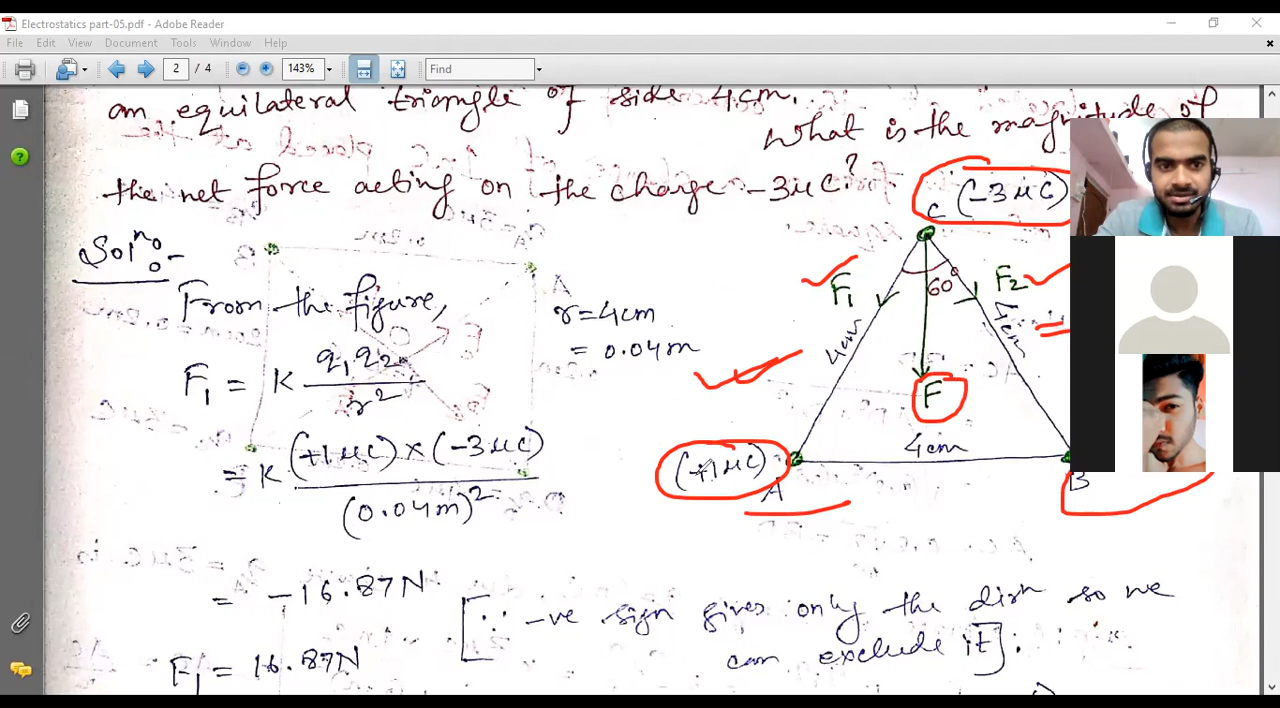 Electrostatics part-05.pdf - Adobe Reader
File Edit View Document Tools Window Help
2 / 4 143% Find
an equilateral triangle of side 4cm.
What is the magnitude of
the net force acting on the charge -3μC?
C (-3μC)
Solⁿo-
From the figure,
r=4cm
= 0.04m
F₁ = K q₁q₂ / r²
= K (+1μC) × (-3μC) / (0.04m)²
F₁
60°
F₂
4cm
4cm
F
4cm
(+1μC)
A
B
= -16.87N
[∵ -ve sign gives only the dirn so we
can exclude it].
F₁ = 16.87N